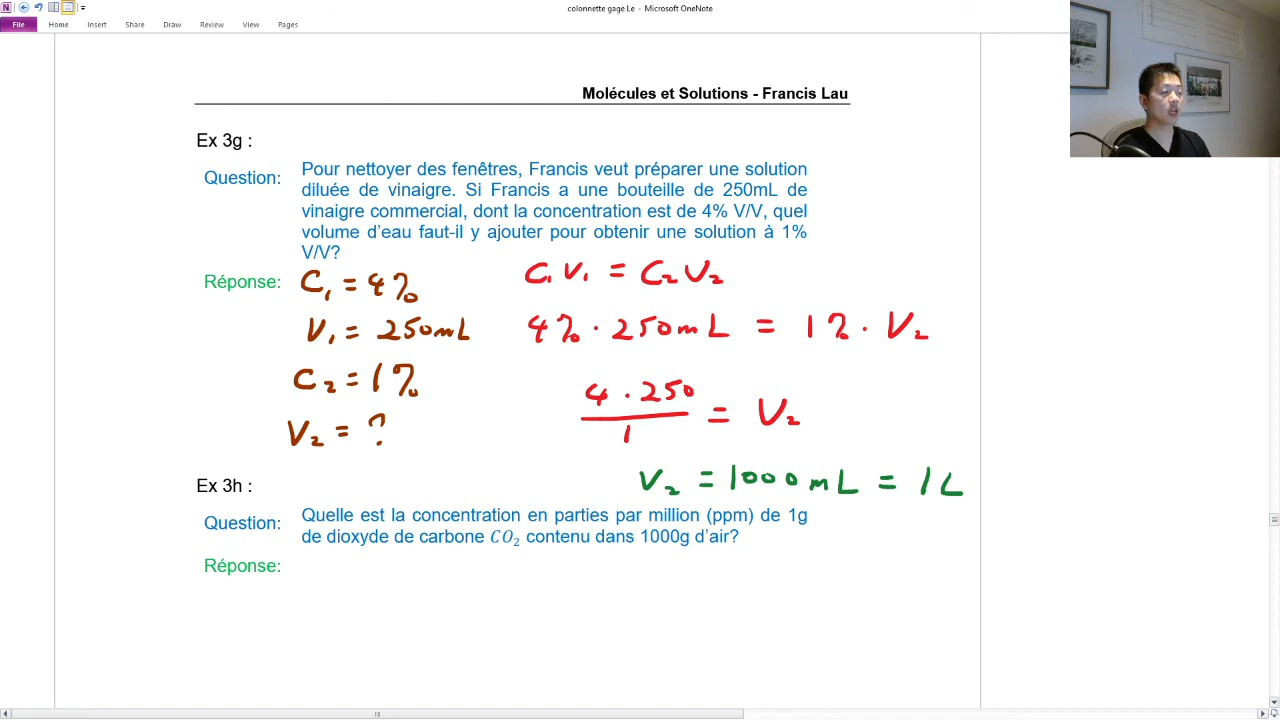 colonnette gage Le - Microsoft OneNote
File Home Insert Share Draw Review View Pages
Molécules et Solutions - Francis Lau
Ex 3g :
Question: Pour nettoyer des fenêtres, Francis veut préparer une solution
diluée de vinaigre. Si Francis a une bouteille de 250mL de
vinaigre commercial, dont la concentration est de 4% V/V, quel
volume d'eau faut-il y ajouter pour obtenir une solution à 1%
V/V?
Réponse:
C₁ = 4%
V₁ = 250mL
C₂ = 1%
V₂ = ?
C₁V₁ = C₂V₂
4% · 250mL = 1% · V₂
4 · 250 / 1 = V₂
V₂ = 1000mL = 1L
Ex 3h :
Question: Quelle est la concentration en parties par million (ppm) de 1g
de dioxyde de carbone CO₂ contenu dans 1000g d'air?
Réponse: